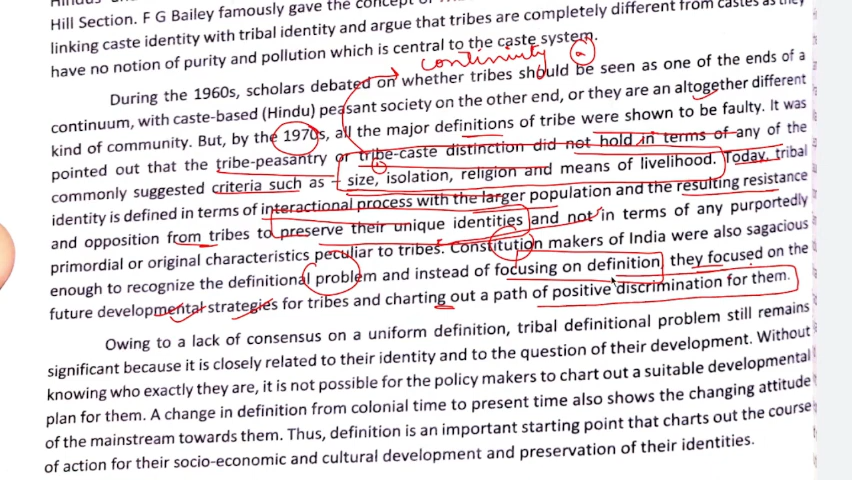 Hill Section. F G Bailey famously gave the concept of
linking caste identity with tribal identity and argue that tribes are completely different from castes as they
have no notion of purity and pollution which is central to the caste system.
continuity
During the 1960s, scholars debated on whether tribes should be seen as one of the ends of a
continuum, with caste-based (Hindu) peasant society on the other end, or they are an altogether different
kind of community. But, by the 1970s, all the major definitions of tribe were shown to be faulty. It was
pointed out that the tribe-peasantry or tribe-caste distinction did not hold in terms of any of the
commonly suggested criteria such as – size, isolation, religion and means of livelihood. Today, tribal
identity is defined in terms of interactional process with the larger population and the resulting resistance
and opposition from tribes to preserve their unique identities and not in terms of any purportedly
primordial or original characteristics peculiar to tribes. Constitution makers of India were also sagacious
enough to recognize the definitional problem and instead of focusing on definition they focused on the
future developmental strategies for tribes and charting out a path of positive discrimination for them.
Owing to a lack of consensus on a uniform definition, tribal definitional problem still remains
significant because it is closely related to their identity and to the question of their development. Without
knowing who exactly they are, it is not possible for the policy makers to chart out a suitable developmental
plan for them. A change in definition from colonial time to present time also shows the changing attitude
of the mainstream towards them. Thus, definition is an important starting point that charts out the course
of action for their socio-economic and cultural development and preservation of their identities.